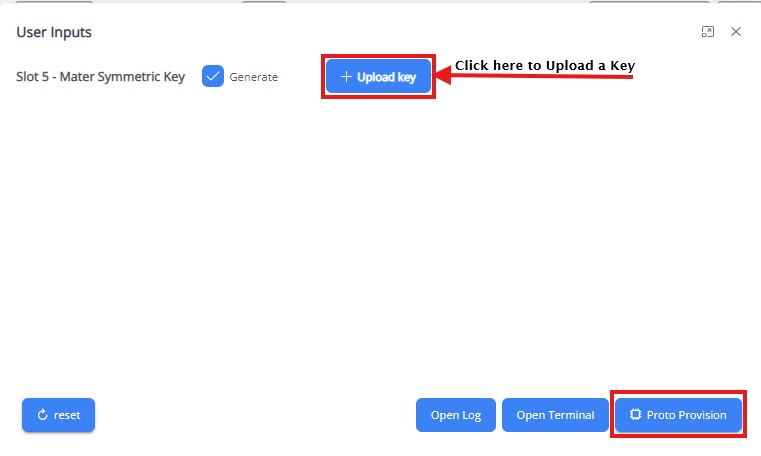 User Inputs
Slot 5 - Mater Symmetric Key Generate Upload key Click here to Upload a Key
reset Open Log Open Terminal Proto Provision